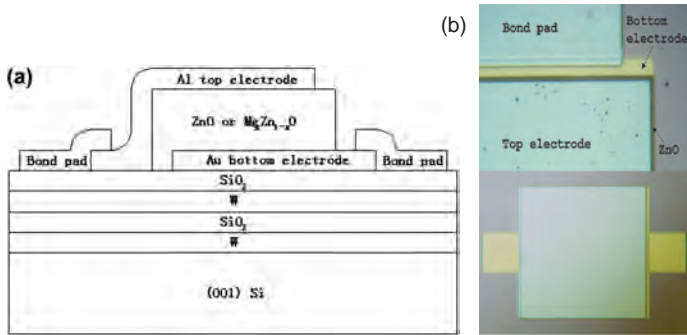 (a)
Al top electrode
ZnO or MgₓZn₁₋ₓO
Bond pad
Au bottom electrode
Bond pad
SiO₂
W
SiO₂
W
(001) Si
(b)
Bond pad
Bottom
electrode
Top electrode
ZnO